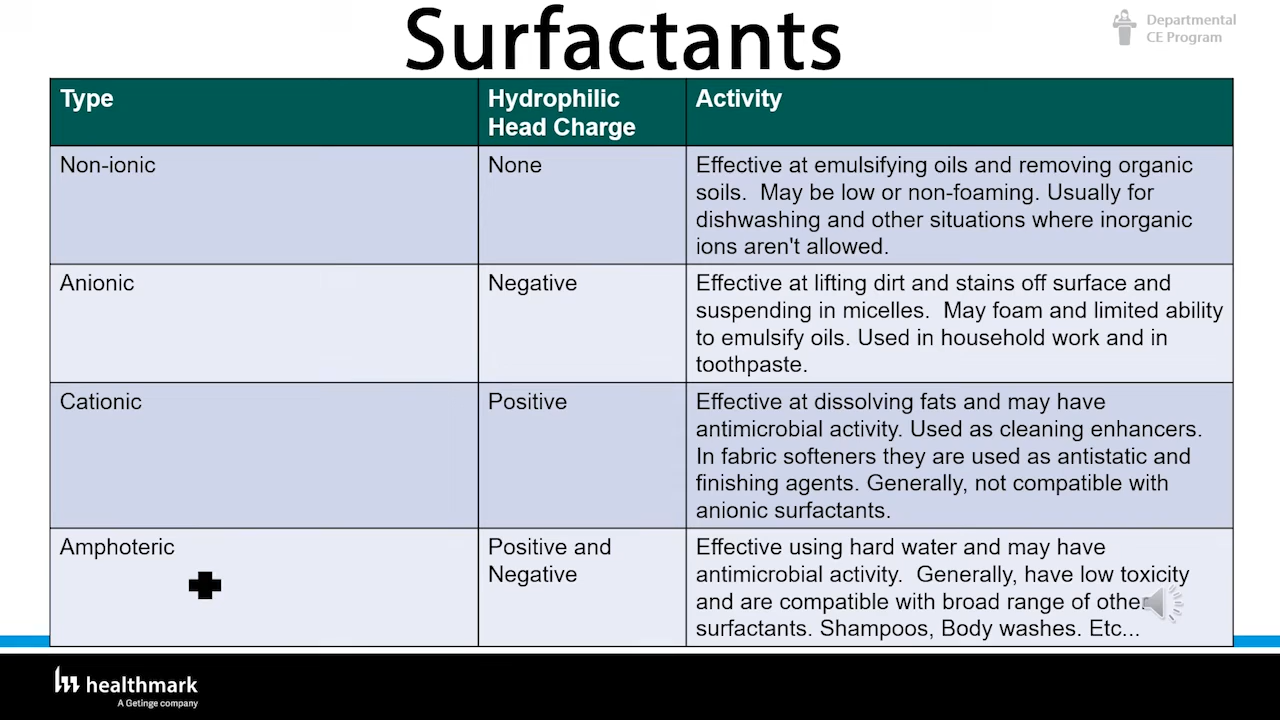 Surfactants
Departmental
CE Program
Type
Hydrophilic
Head Charge
Activity
Non-ionic
None
Effective at emulsifying oils and removing organic
soils.  May be low or non-foaming. Usually for
dishwashing and other situations where inorganic
ions aren't allowed.
Anionic
Negative
Effective at lifting dirt and stains off surface and
suspending in micelles.  May foam and limited ability
to emulsify oils. Used in household work and in
toothpaste.
Cationic
Positive
Effective at dissolving fats and may have
antimicrobial activity. Used as cleaning enhancers.
In fabric softeners they are used as antistatic and
finishing agents. Generally, not compatible with
anionic surfactants.
Amphoteric
Positive and
Negative
Effective using hard water and may have
antimicrobial activity.  Generally, have low toxicity
and are compatible with broad range of other
surfactants. Shampoos, Body washes. Etc...
healthmark
A Getinge company